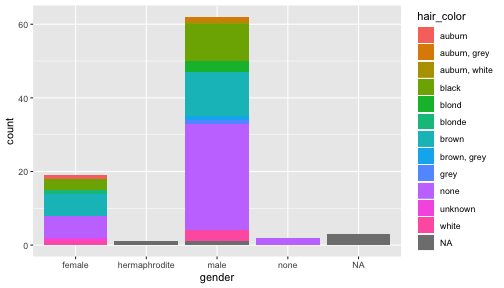 60
40
20
0
count
female hermaphrodite male none NA
gender
hair_color
auburn
auburn, grey
auburn, white
black
blond
blonde
brown
brown, grey
grey
none
unknown
white
NA